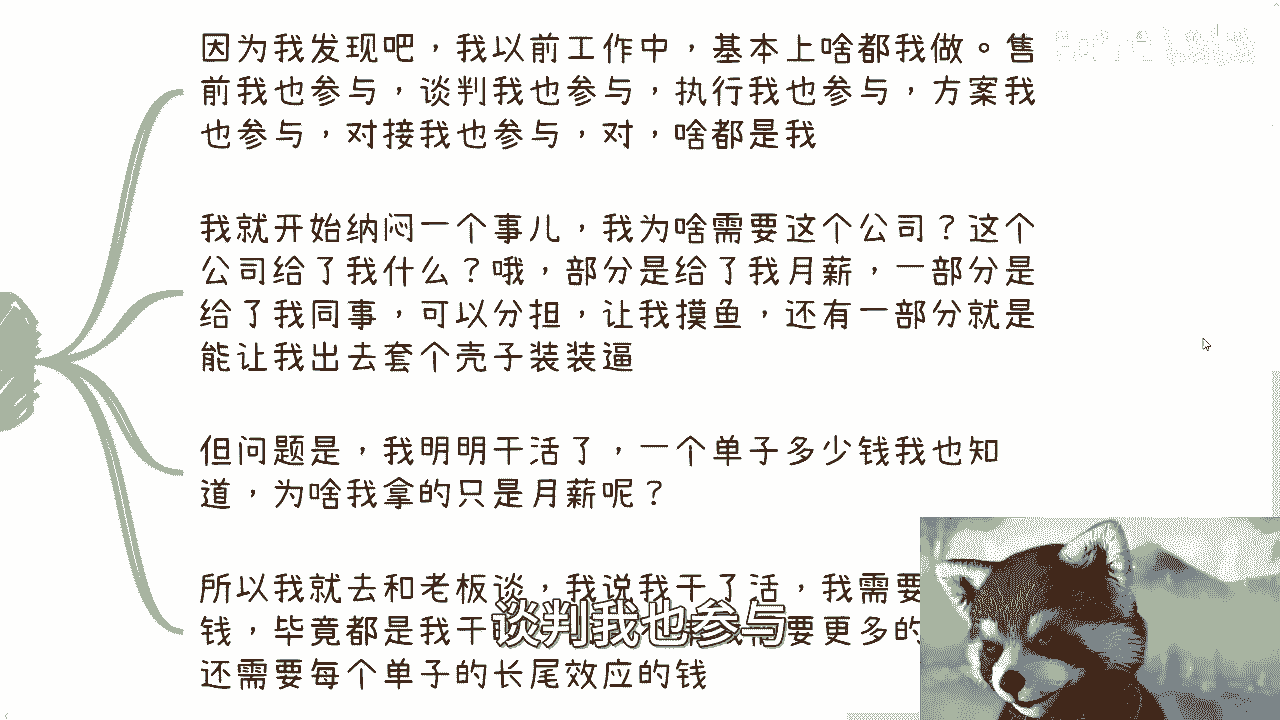 因为我发现吧，我以前工作中，基本上啥都我做。售
前我也参与，谈判我也参与，执行我也参与，方案我
也参与，对接我也参与，对，啥都是我
我就开始纳闷一个事儿，我为啥需要这个公司？这个
公司给了我什么？哦，部分是给了我月薪，一部分是
给了我同事，可以分担，让我摸鱼，还有一部分就是
能让我出去套个壳子装装逼
但问题是，我明明干活了，一个单子多少钱我也知
道，为啥我拿的只是月薪呢？
所以我就去和老板谈，我说我干了活，我需要
钱，毕竟都是我干 要更多的
还需要每个单子的长尾效应的钱
谈判我也参与